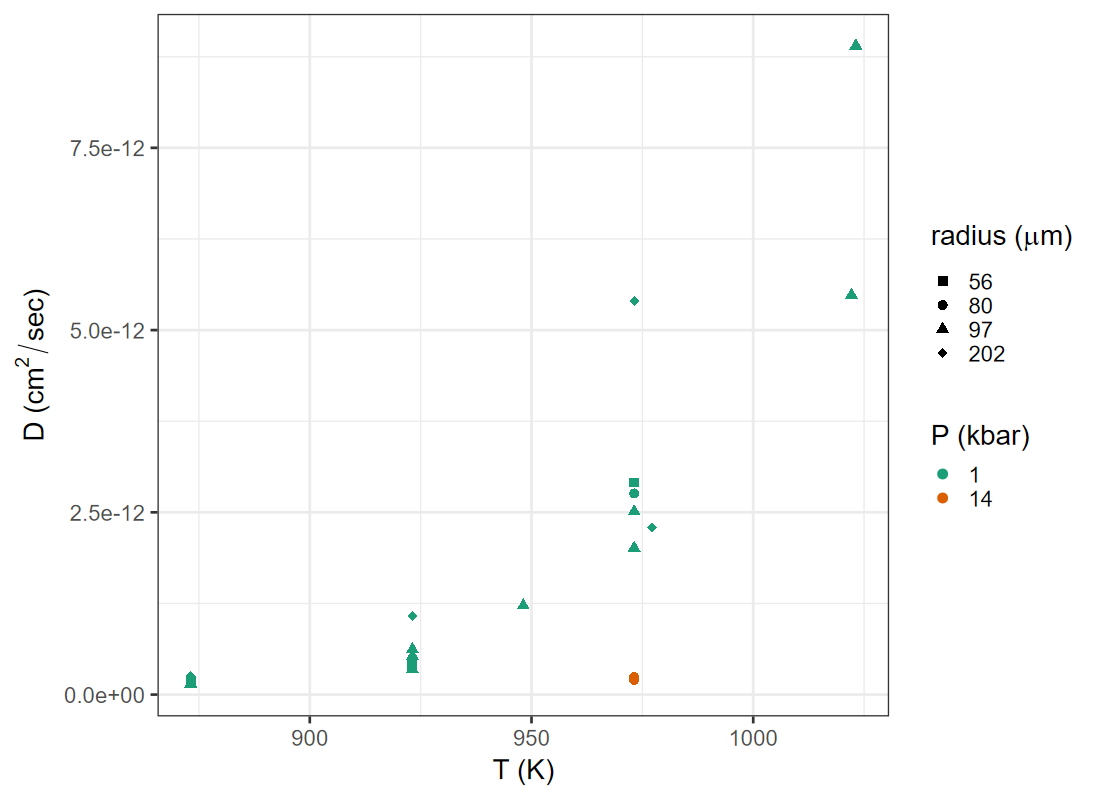 7.5e-12
5.0e-12
2.5e-12
0.0e+00
D (cm²/sec)
900 950 1000
T (K)
radius (μm)
56
80
97
202
P (kbar)
1
14